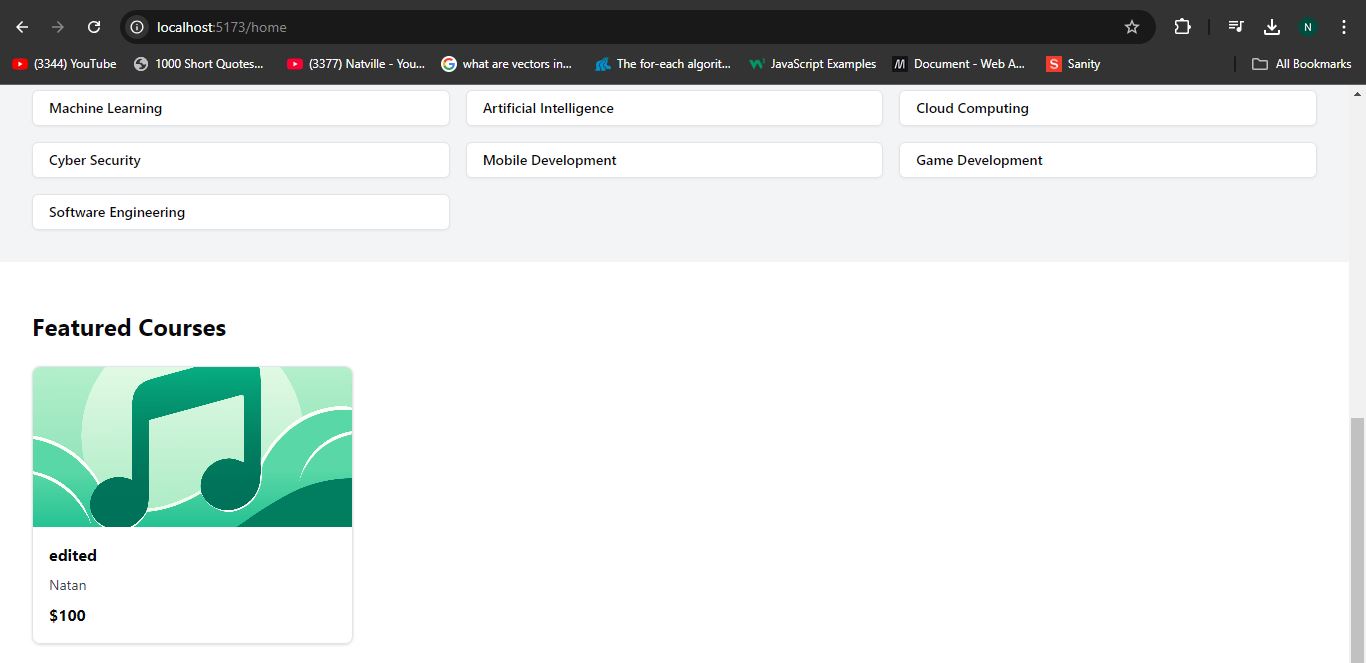 localhost:5173/home
N
(3344) YouTube
1000 Short Quotes...
(3377) Natville - You...
what are vectors in...
The for-each algorit...
JavaScript Examples
Document - Web A...
Sanity
All Bookmarks
Machine Learning
Artificial Intelligence
Cloud Computing
Cyber Security
Mobile Development
Game Development
Software Engineering
Featured Courses
edited
Natan
$100